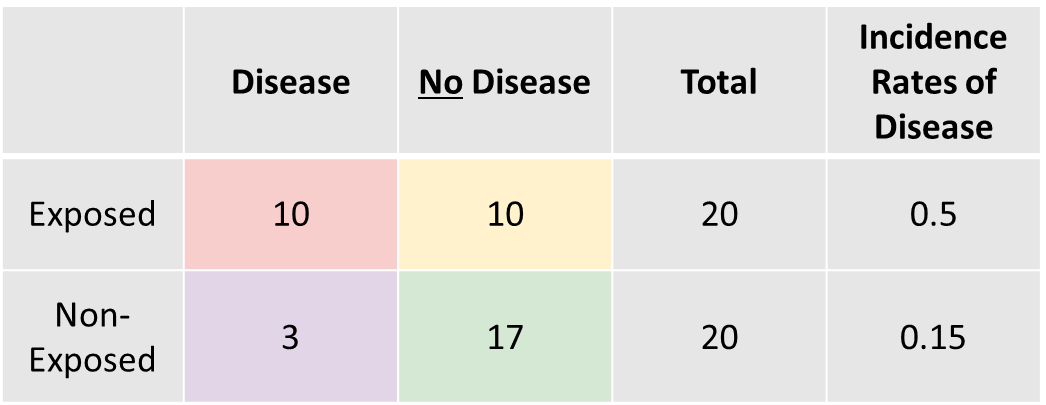 Incidence
Disease No Disease Total Rates of
Disease
Exposed 10 10 20 0.5
Non-
Exposed 3 17 20 0.15